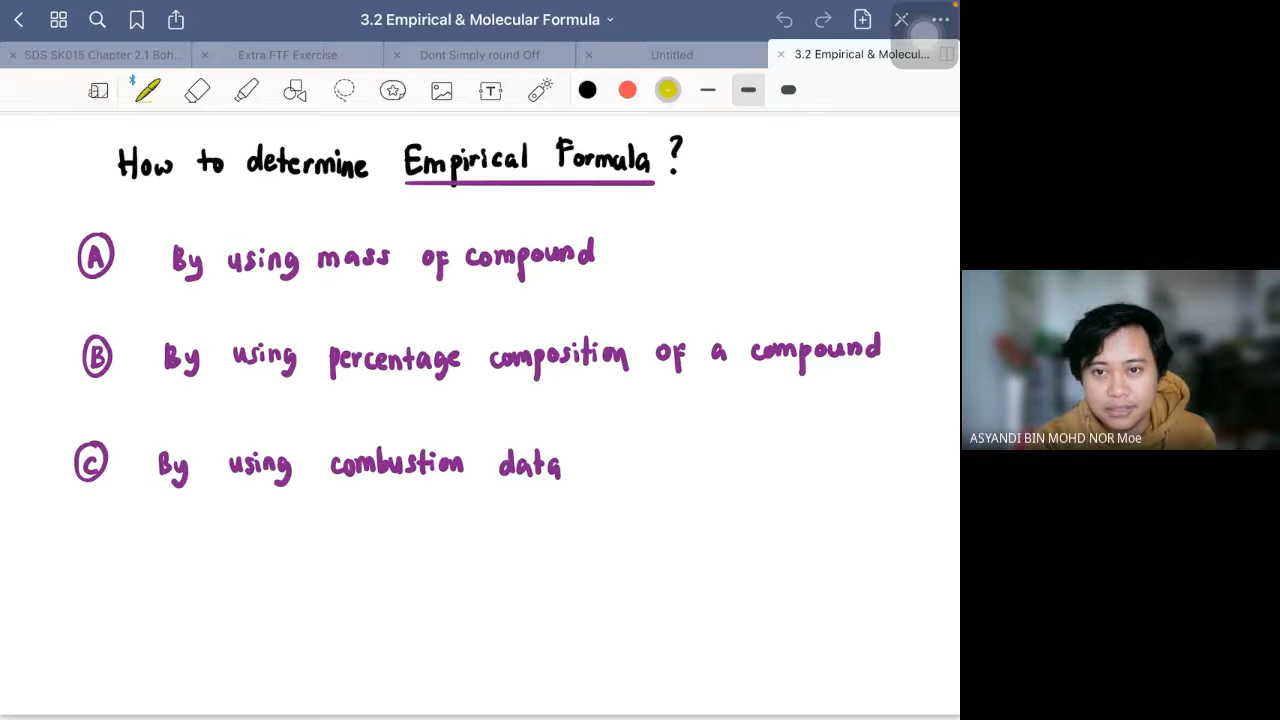 3.2 Empirical & Molecular Formula
SDS SK015 Chapter 2.1 Boh...
Extra FTF Exercise
Dont Simply round Off
Untitled
3.2 Empirical & Molecul...
How to determine Empirical Formula ?
A By using mass of compound
B By using percentage composition of a compound
C By using combustion data
ASYANDI BIN MOHD NOR Moe